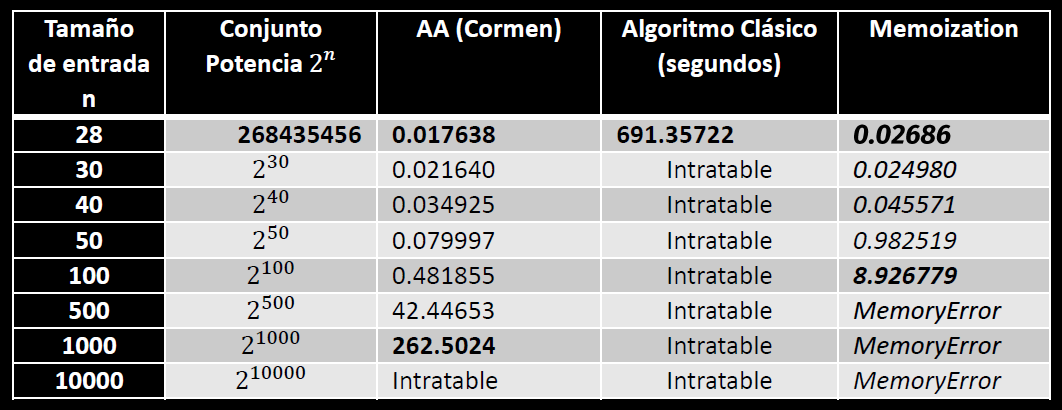 Tamaño de entrada n | Conjunto Potencia 2^n | AA (Cormen) | Algoritmo Clásico (segundos) | Memoization
28 | 268435456 | 0.017638 | 691.35722 | 0.02686
30 | 2^30 | 0.021640 | Intratable | 0.024980
40 | 2^40 | 0.034925 | Intratable | 0.045571
50 | 2^50 | 0.079997 | Intratable | 0.982519
100 | 2^100 | 0.481855 | Intratable | 8.926779
500 | 2^500 | 42.44653 | Intratable | MemoryError
1000 | 2^1000 | 262.5024 | Intratable | MemoryError
10000 | 2^10000 | Intratable | Intratable | MemoryError